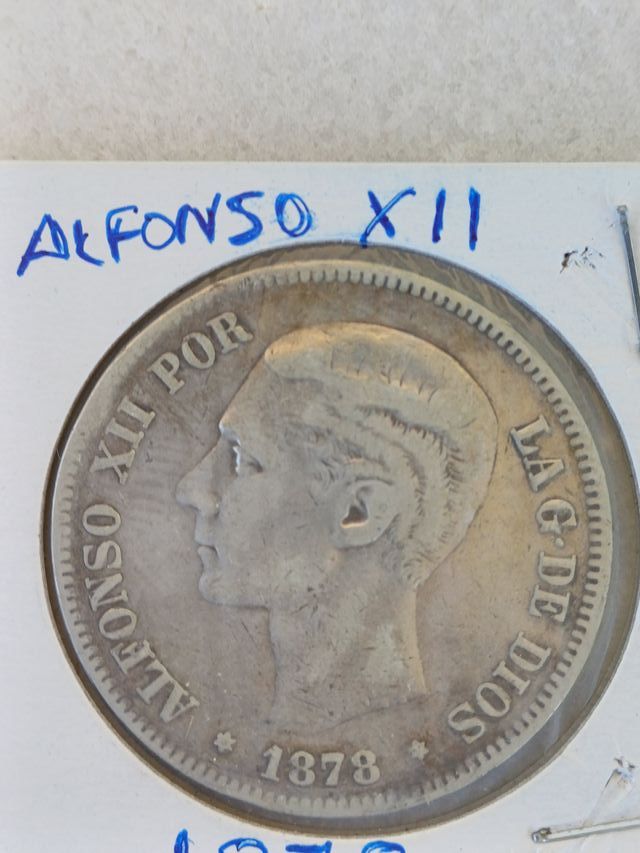 ALFONSO XII
ALFONSO XII POR
LA G·DE DIOS
* 1878 *